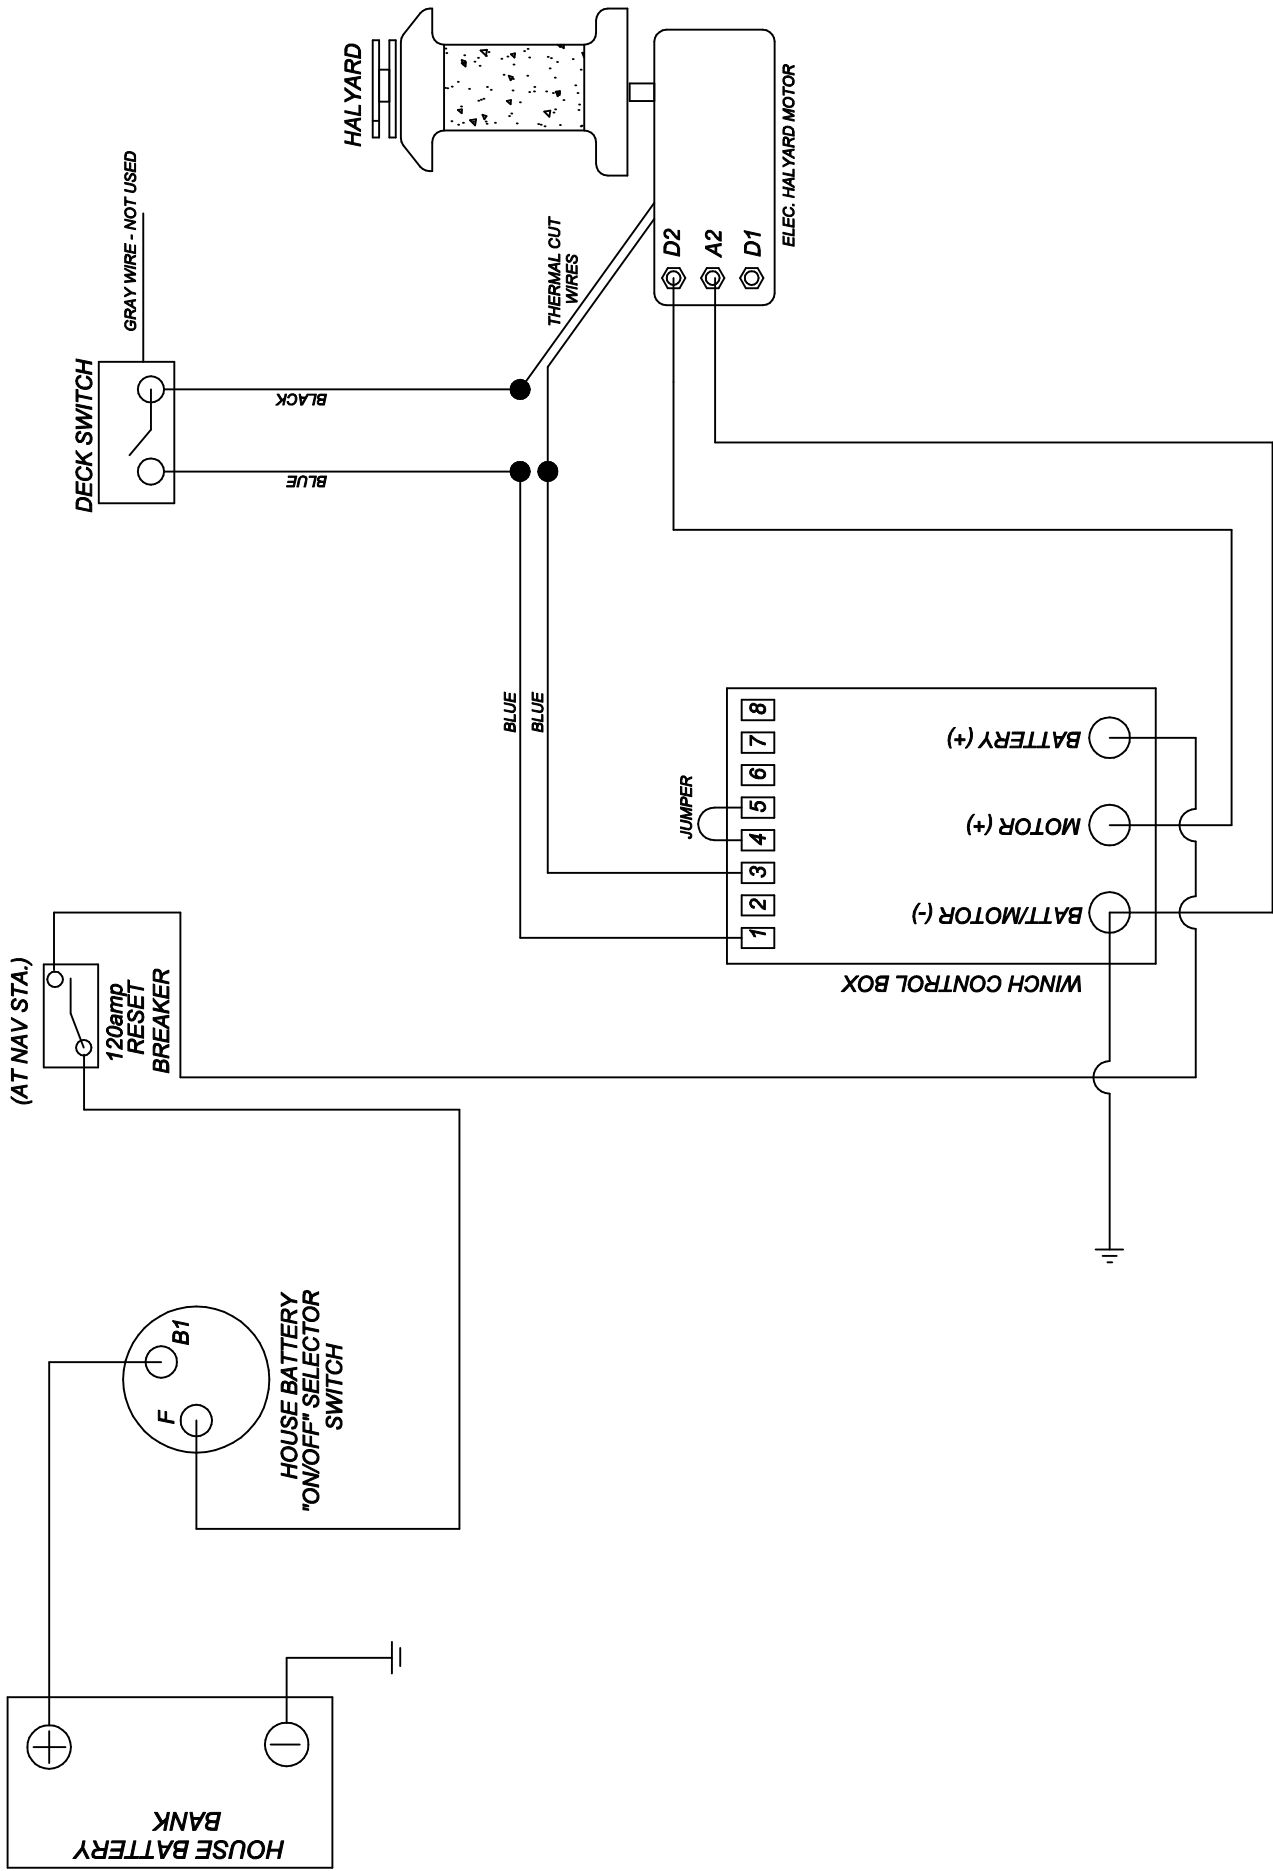 HALYARD
GRAY WIRE - NOT USED
DECK SWITCH
BLACK
BLUE
THERMAL CUT
WIRES
D2
A2
D1
ELEC. HALYARD MOTOR
BLUE
BLUE
JUMPER
1
2
3
4
5
6
7
8
BATTERY (+)
MOTOR (+)
BATT/MOTOR (-)
WINCH CONTROL BOX
(AT NAV STA.)
120amp
RESET
BREAKER
B1
F
HOUSE BATTERY
"ON/OFF" SELECTOR
SWITCH
HOUSE BATTERY
BANK